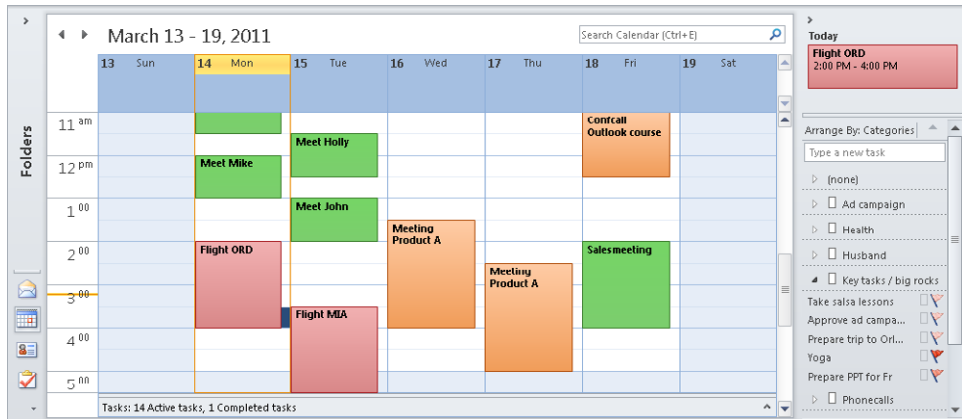 March 13 - 19, 2011
Search Calendar (Ctrl+E)
13 Sun
14 Mon
15 Tue
16 Wed
17 Thu
18 Fri
19 Sat
Folders
11 am
12 pm
1 00
2 00
3 00
4 00
5 00
Meet Mike
Flight ORD
Meet Holly
Meet John
Flight MIA
Meeting
Product A
Meeting
Product A
Confcall
Outlook course
Salesmeeting
Tasks: 14 Active tasks, 1 Completed tasks
Today
Flight ORD
2:00 PM - 4:00 PM
Arrange By: Categories
Type a new task
(none)
Ad campaign
Health
Husband
Key tasks / big rocks
Take salsa lessons
Approve ad campa...
Prepare trip to Orl...
Yoga
Prepare PPT for Fr
Phonecalls